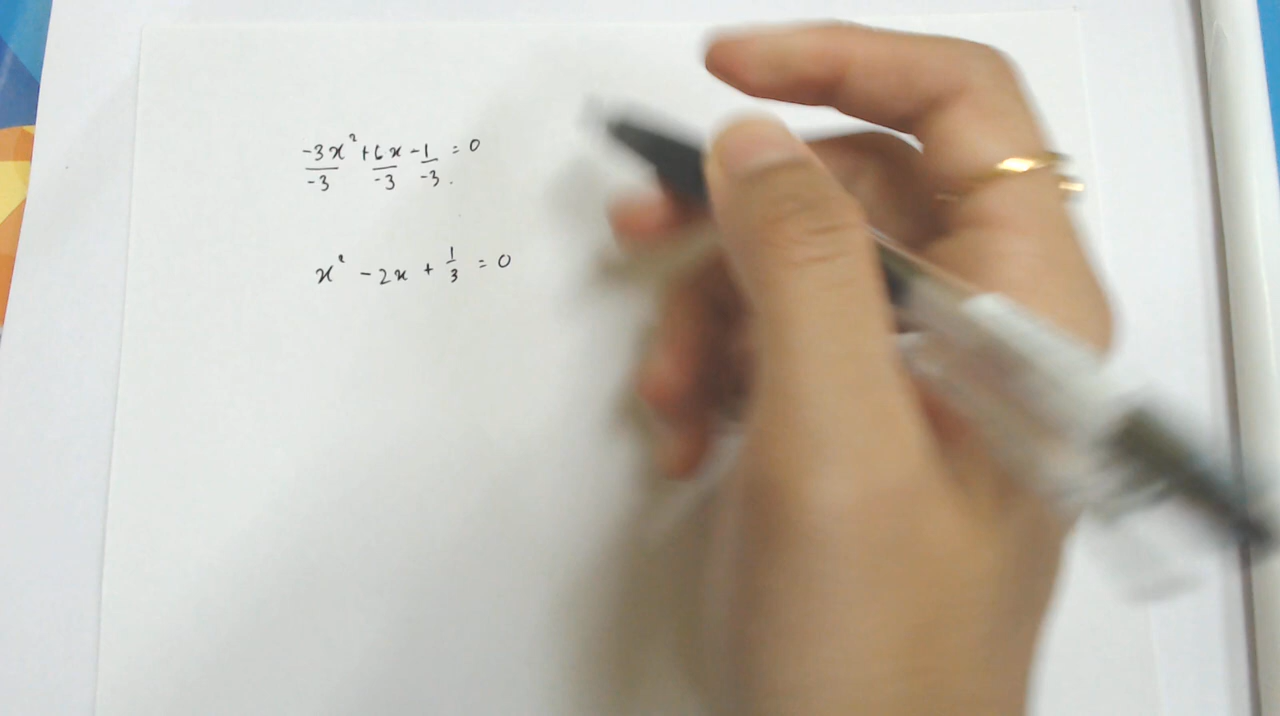 -3x² + 6x - 1 = 0
-3 -3 -3.
x² - 2x + 1/3 = 0